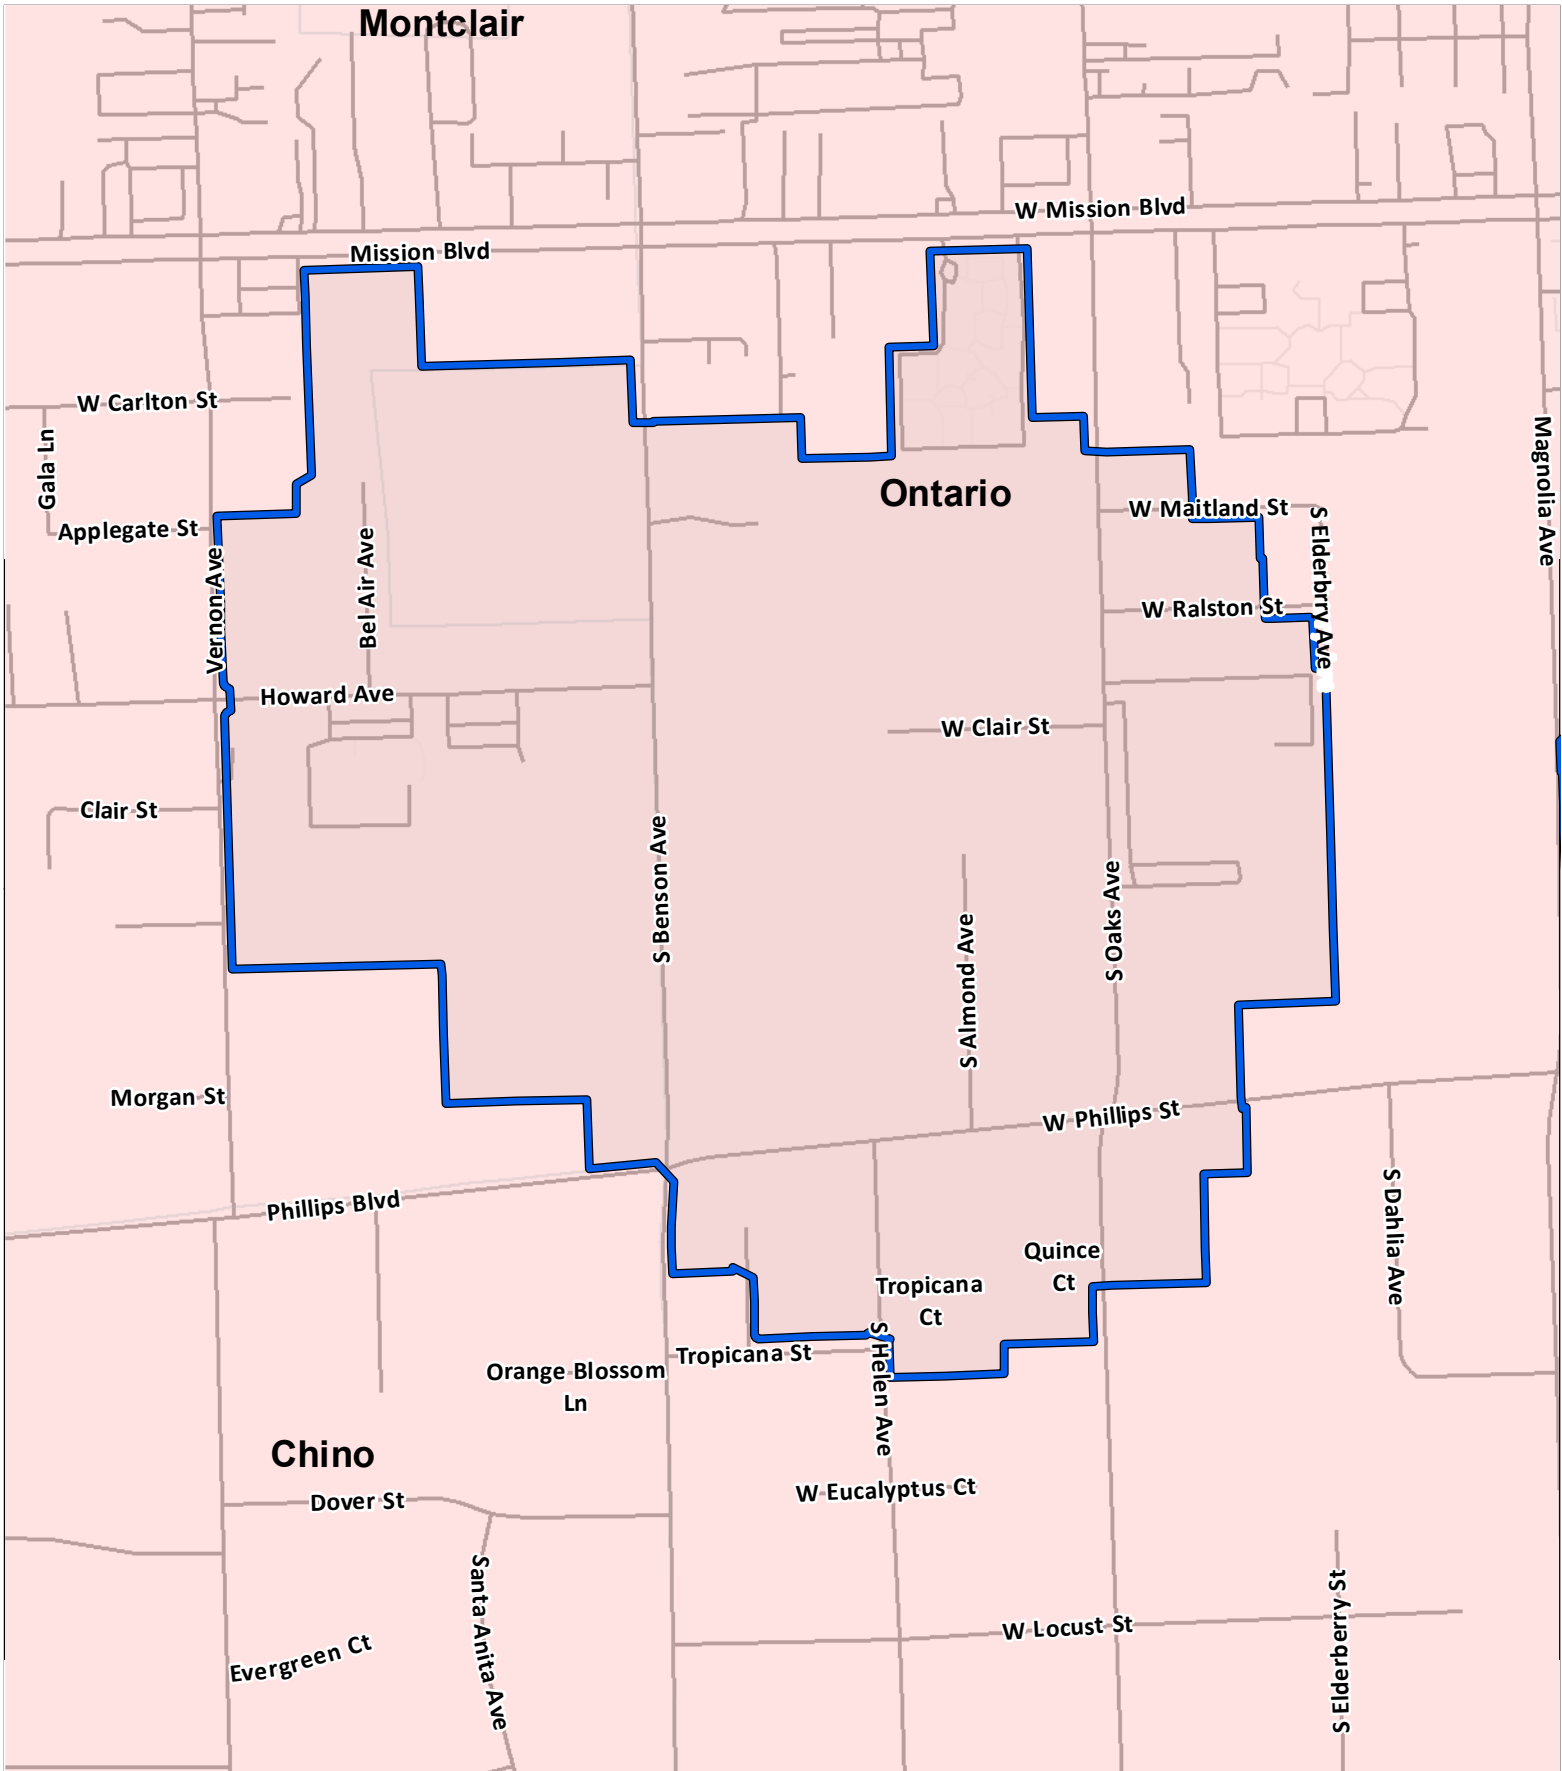 Montclair
W Mission Blvd
Mission Blvd
W Carlton St
Gala Ln
Magnolia Ave
Ontario
W Maitland St
S Elderbrry Ave
Applegate St
Bel Air Ave
Vernon Ave
W Ralston St
Howard Ave
W Clair St
Clair St
S Benson Ave
S Oaks Ave
S Almond Ave
Morgan St
W Phillips St
Phillips Blvd
S Dahlia Ave
Quince
Ct
Tropicana
Ct
S Helen Ave
Tropicana St
Orange Blossom
Ln
Chino
W Eucalyptus Ct
Dover St
Santa Anita Ave
S Elderberry St
W Locust St
Evergreen Ct